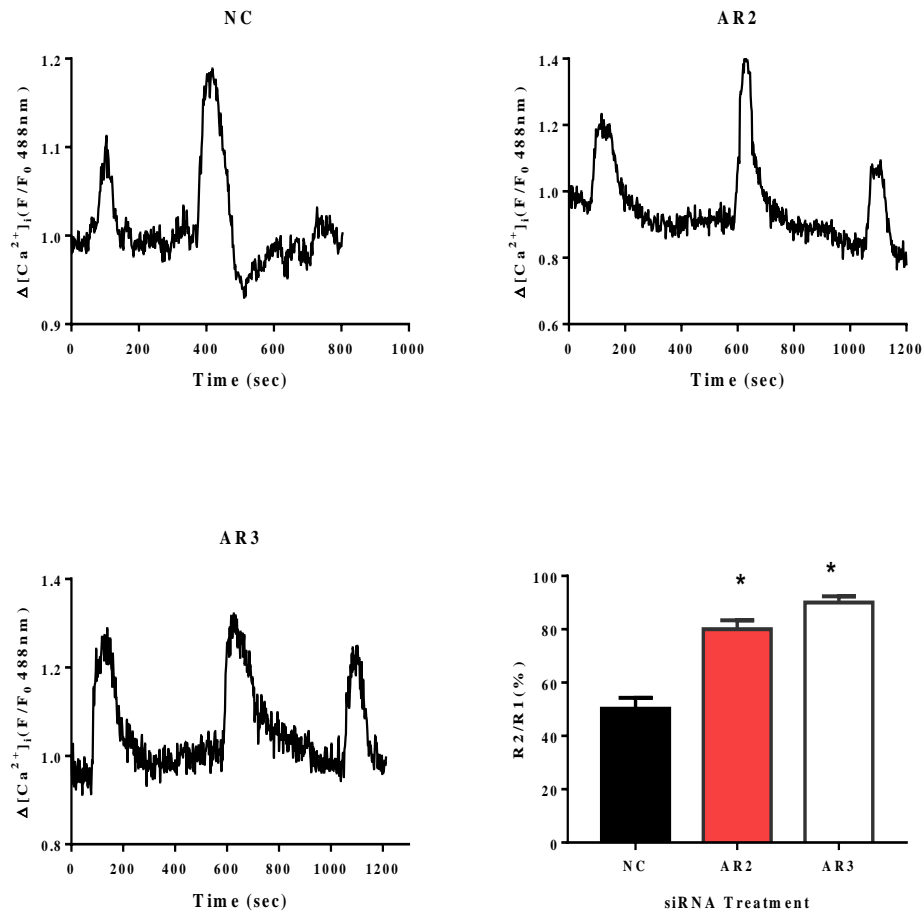 NC
Δ[Ca²⁺]ᵢ(F/F₀ 488nm)
1.2
1.1
1.0
0.9
0 200 400 600 800 1000
Time (sec)
AR2
Δ[Ca²⁺]ᵢ(F/F₀ 488nm)
1.4
1.2
1.0
0.8
0.6
0 200 400 600 800 1000 1200
Time (sec)
AR3
Δ[Ca²⁺]ᵢ(F/F₀ 488nm)
1.4
1.2
1.0
0.8
0 200 400 600 800 1000 1200
Time (sec)
R2/R1(%)
100
80
60
40
20
0
* *
NC AR2 AR3
siRNA Treatment